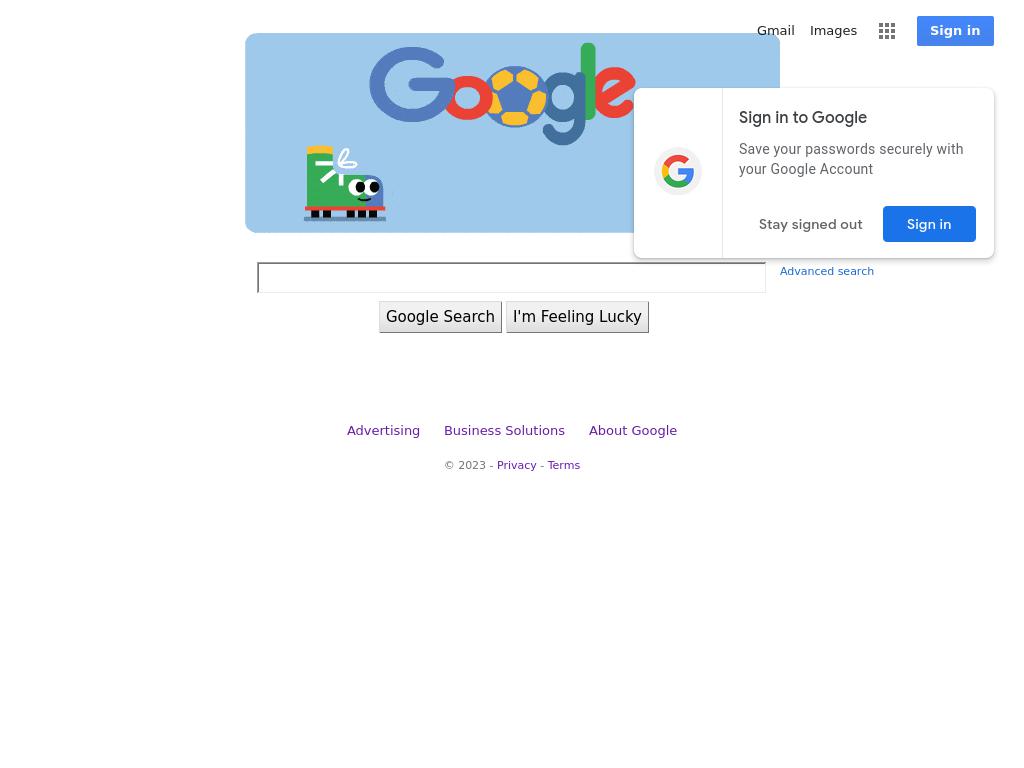 Gmail Images Sign in
Google
Sign in to Google
Save your passwords securely with
your Google Account
Stay signed out Sign in
Advanced search
Google Search I'm Feeling Lucky
Advertising Business Solutions About Google
© 2023 - Privacy - Terms